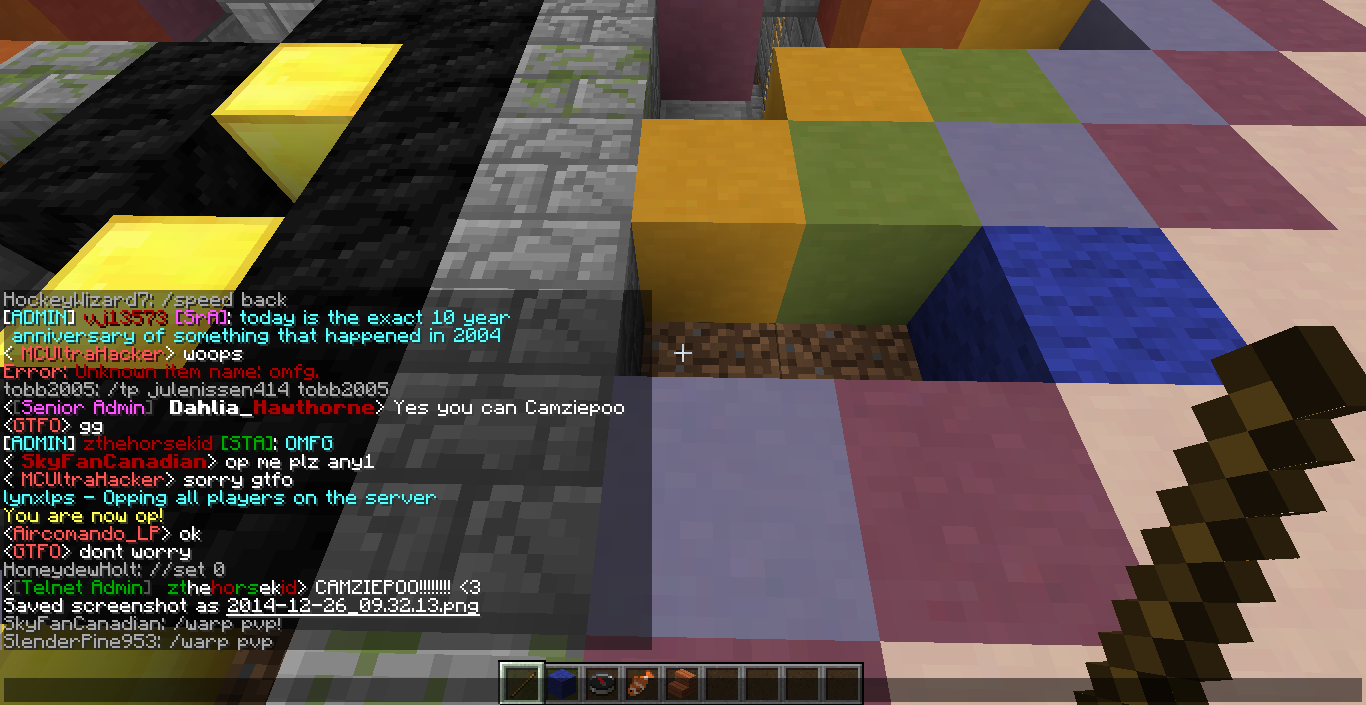 HockeyWizard7: /speed back
[ADMIN] vj13573 [SrA]: today is the exact 10 year
anniversary of something that happened in 2004
< MCUltraHacker> woops
Error: Unknown item name: omfg.
tobb2005: /tp julenissen414 tobb2005
<[Senior Admin] Dahlia_Hawthorne> Yes you can Camziepoo
<GTFO> gg
[ADMIN] zthehorsekid [STA]: OMFG
< SkyFanCanadian> op me plz any1
< MCUltraHacker> sorry gtfo
lynxlps - Opping all players on the server
You are now op!
<Aircomando_LP> ok
<GTFO> dont worry
HoneydewHolt: //set 0
<[Telnet Admin] zthehorsekid> CAMZIEPOO!!!!!!!! <3
Saved screenshot as 2014-12-26_09.32.13.png
SkyFanCanadian: /warp pvp!
SlenderPine953: /warp pvp